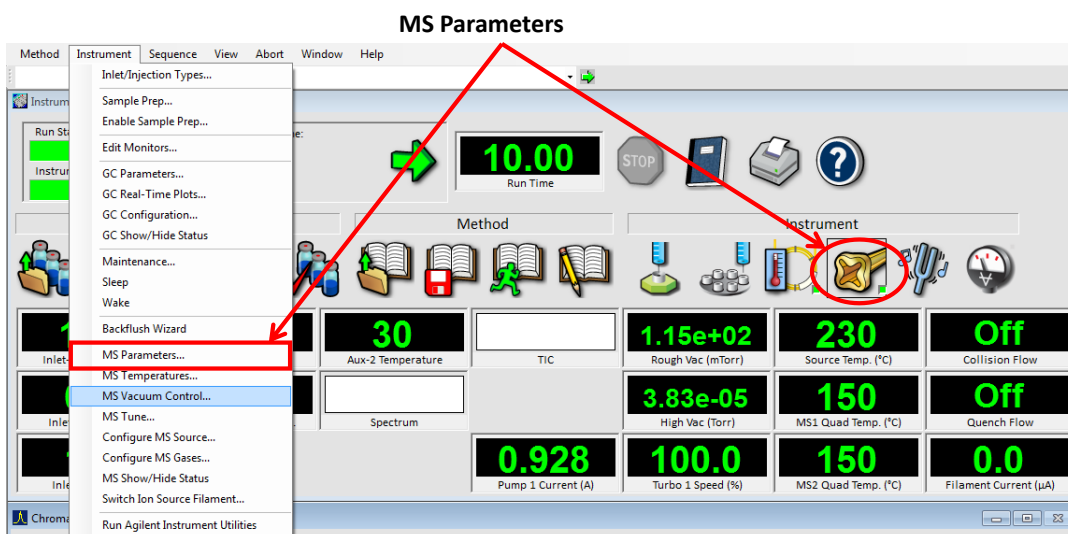 MS Parameters
Method Instrument Sequence View Abort Window Help
Inlet/Injection Types...
Instrum
Sample Prep...
Enable Sample Prep...
Run Sta
e:
Edit Monitors...
10.00
STOP
?
Instrur
GC Parameters...
Run Time
GC Real-Time Plots...
GC Configuration...
Method Instrument
GC Show/Hide Status
Maintenance...
Sleep
Wake
Backflush Wizard
30 1.15e+02 230 Off
MS Parameters...
Inlet- Aux-2 Temperature TIC Rough Vac (mTorr) Source Temp. (°C) Collision Flow
MS Temperatures...
MS Vacuum Control...
3.83e-05 150 Off
MS Tune...
Inle Spectrum High Vac (Torr) MS1 Quad Temp. (°C) Quench Flow
Configure MS Source...
Configure MS Gases...
0.928 100.0 150 0.0
MS Show/Hide Status
Inle Pump 1 Current (A) Turbo 1 Speed (%) MS2 Quad Temp. (°C) Filament Current (µA)
Switch Ion Source Filament...
Chroma
Run Agilent Instrument Utilities